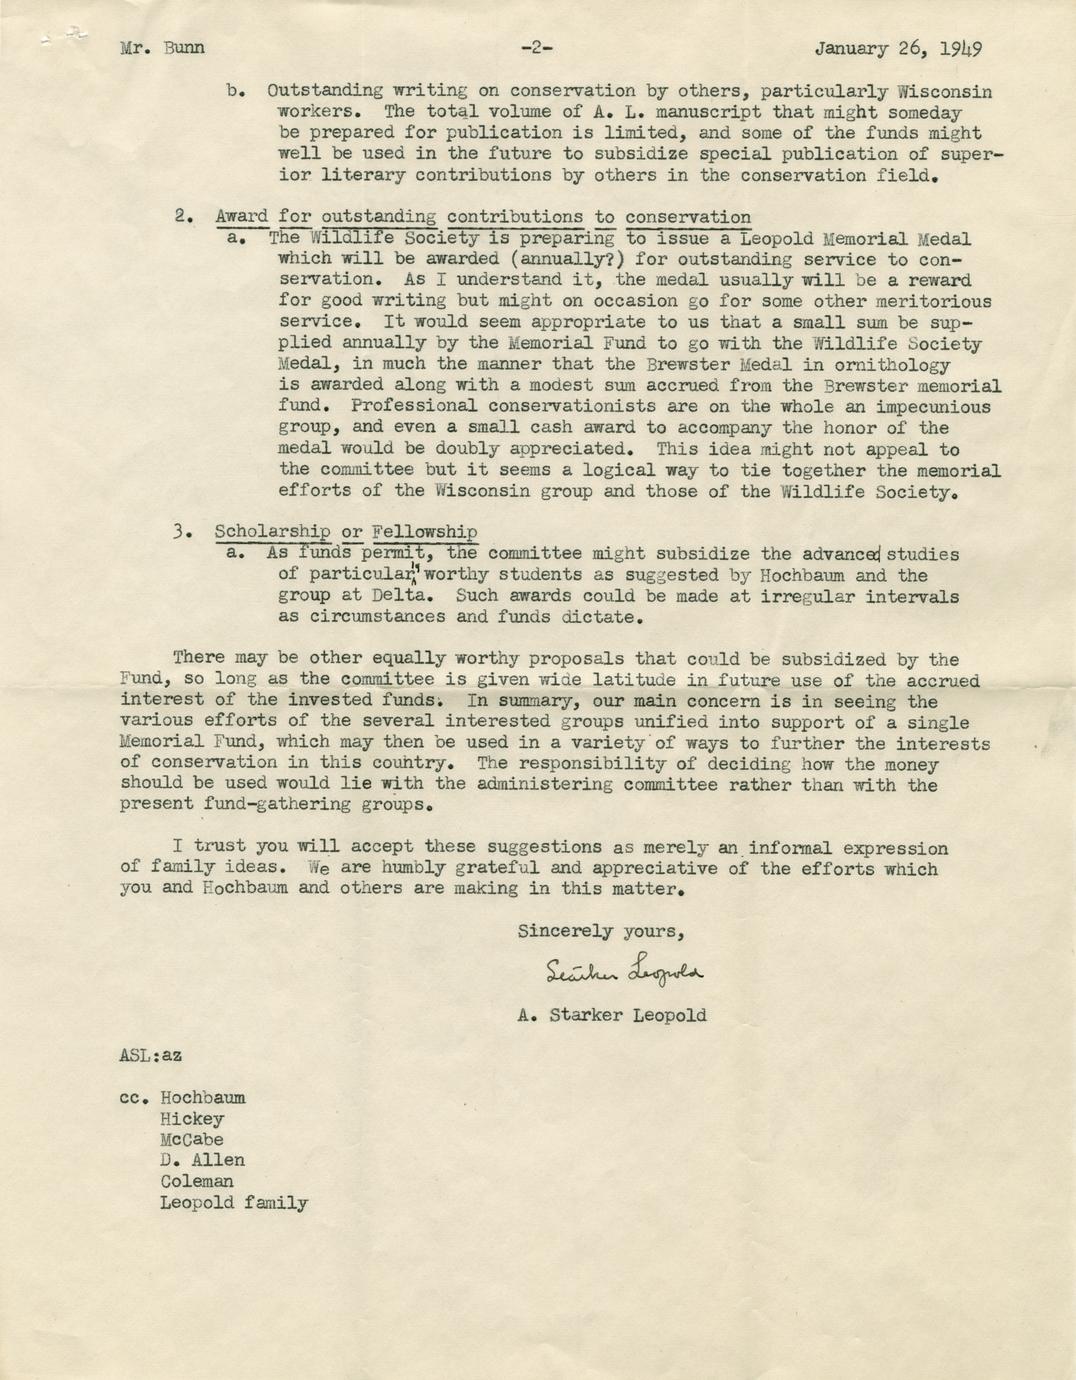 Mr. Bunn -2- January 26, 1949
b. Outstanding writing on conservation by others, particularly Wisconsin
workers. The total volume of A. L. manuscript that might someday
be prepared for publication is limited, and some of the funds might
well be used in the future to subsidize special publication of super-
ior literary contributions by others in the conservation field.
2. Award for outstanding contributions to conservation
a. The Wildlife Society is preparing to issue a Leopold Memorial Medal
which will be awarded (annually?) for outstanding service to con-
servation. As I understand it, the medal usually will be a reward
for good writing but might on occasion go for some other meritorious
service. It would seem appropriate to us that a small sum be sup-
plied annually by the Memorial Fund to go with the Wildlife Society
Medal, in much the manner that the Brewster Medal in ornithology
is awarded along with a modest sum accrued from the Brewster memorial
fund. Professional conservationists are on the whole an impecunious
group, and even a small cash award to accompany the honor of the
medal would be doubly appreciated. This idea might not appeal to
the committee but it seems a logical way to tie together the memorial
efforts of the Wisconsin group and those of the Wildlife Society.
3. Scholarship or Fellowship
a. As funds permit, the committee might subsidize the advanced studies
of particular worthy students as suggested by Hochbaum and the
group at Delta. Such awards could be made at irregular intervals
as circumstances and funds dictate.
There may be other equally worthy proposals that could be subsidized by the
Fund, so long as the committee is given wide latitude in future use of the accrued
interest of the invested funds. In summary, our main concern is in seeing the
various efforts of the several interested groups unified into support of a single
Memorial Fund, which may then be used in a variety of ways to further the interests
of conservation in this country. The responsibility of deciding how the money
should be used would lie with the administering committee rather than with the
present fund-gathering groups.
I trust you will accept these suggestions as merely an informal expression
of family ideas. We are humbly grateful and appreciative of the efforts which
you and Hochbaum and others are making in this matter.
Sincerely yours,
Starker Leopold
A. Starker Leopold
ASL:az
cc. Hochbaum
Hickey
McCabe
D. Allen
Coleman
Leopold family